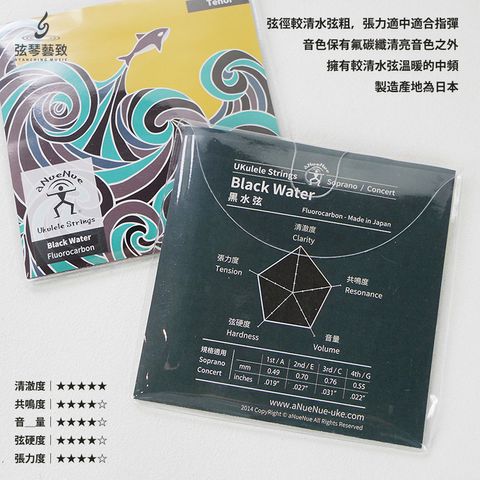 弦琴藝致
HYANCHING MUSIC
Tenor
弦徑較清水弦粗，張力適中適合指彈
音色保有氟碳纖清亮音色之外
擁有較清水弦溫暖的中頻
製造產地為日本
aNueNue
Ukulele Strings
Black Water
Fluorocarbon
UKulele Strings
Soprano / Concert
Black Water
黑水弦
Fluorocarbon - Made in Japan
清澈度
Clarity
張力度
Tension
共鳴度
Resonance
弦硬度
Hardness
音量
Volume
規格適用
Soprano
Concert
1st / A 2nd / E 3rd / C 4th / G
mm 0.49 0.70 0.76 0.55
inches .019" .027" .031" .022"
www.aNueNue-uke.com
2014 CopyRight © aNueNue All Rights Reserved
清澈度｜★★★★★
共鳴度｜★★★★☆
音　量｜★★★★☆
弦硬度｜★★★★☆
張力度｜★★★★☆